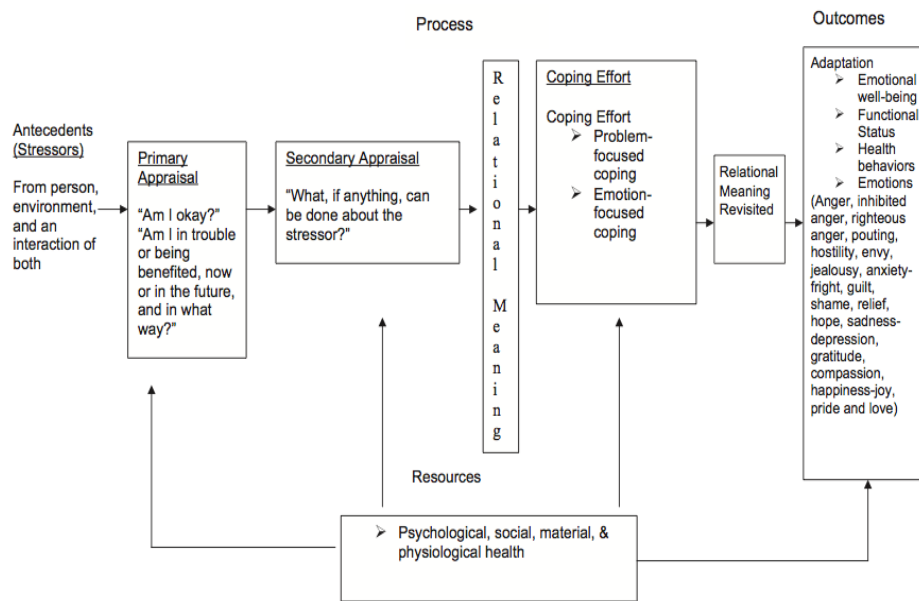 Process
Outcomes
Antecedents
(Stressors)
From person,
environment,
and an
interaction of
both
Primary
Appraisal
"Am I okay?"
"Am I in trouble
or being
benefited, now
or in the future,
and in what
way?"
Secondary Appraisal
"What, if anything, can
be done about the
stressor?"
Relational Meaning
Coping Effort
Coping Effort
➢ Problem-
focused
coping
➢ Emotion-
focused
coping
Relational
Meaning
Revisited
Adaptation
➢ Emotional
well-being
➢ Functional
Status
➢ Health
behaviors
➢ Emotions
(Anger, inhibited
anger, righteous
anger, pouting,
hostility, envy,
jealousy, anxiety-
fright, guilt,
shame, relief,
hope, sadness-
depression,
gratitude,
compassion,
happiness-joy,
pride and love)
Resources
➢ Psychological, social, material, &
physiological health